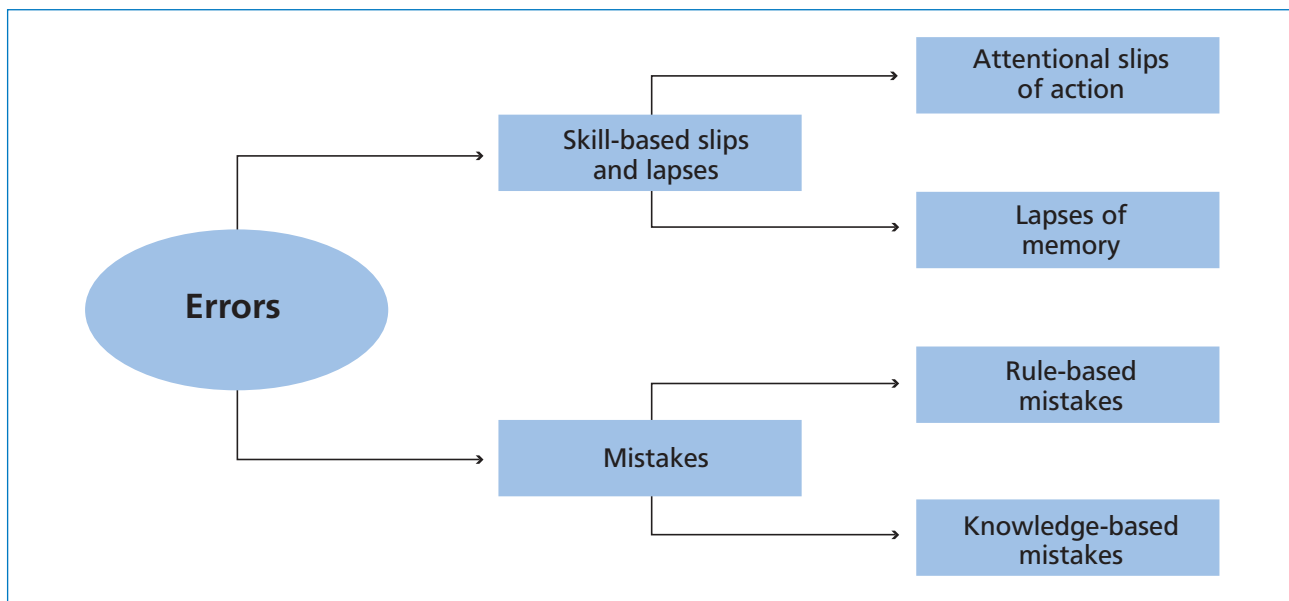 Attentional slips
of action
Skill-based slips
and lapses
Lapses of
memory
Errors
Rule-based
mistakes
Mistakes
Knowledge-based
mistakes